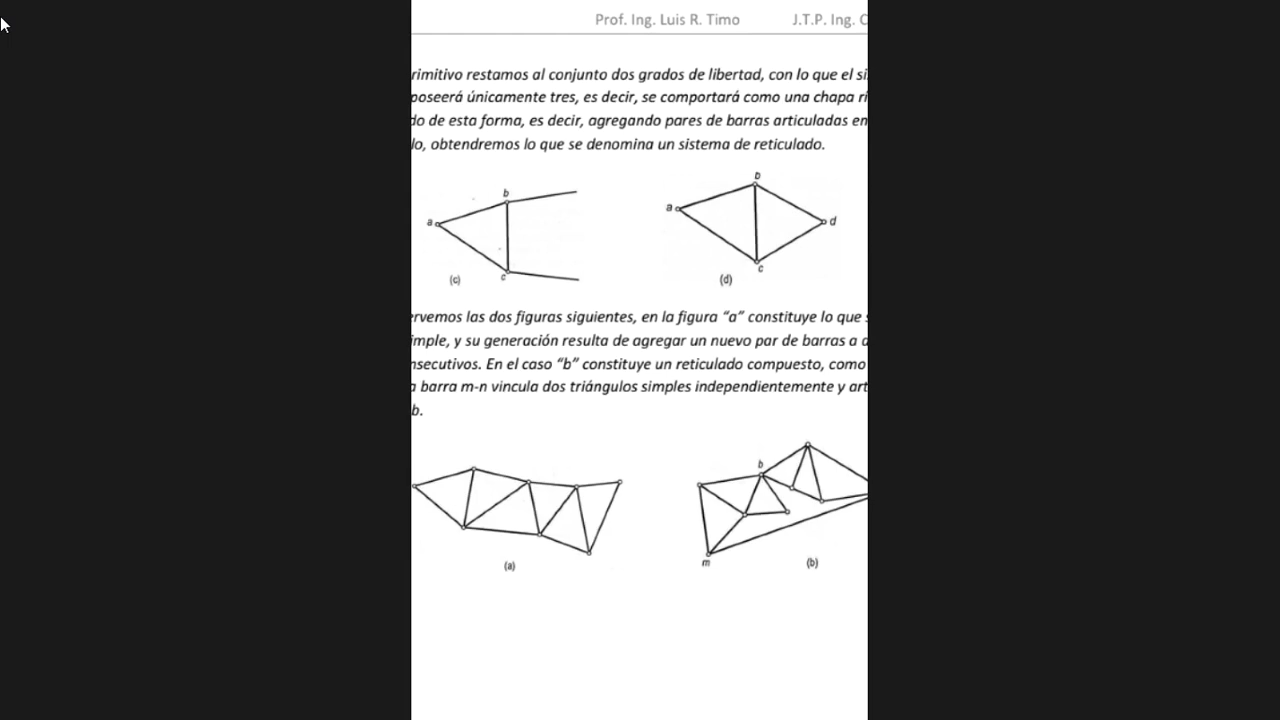 Prof. Ing. Luis R. Timo J.T.P. Ing.
rimitivo restamos al conjunto dos grados de libertad, con lo que el si
poseerá únicamente tres, es decir, se comportará como una chapa ri
do de esta forma, es decir, agregando pares de barras articuladas en
lo, obtendremos lo que se denomina un sistema de reticulado.
b
a
c
(c)
b
a
d
c
(d)
rvemos las dos figuras siguientes, en la figura “a” constituye lo que s
imple, y su generación resulta de agregar un nuevo par de barras a
nsecutivos. En el caso “b” constituye un reticulado compuesto, como
a barra m-n vincula dos triángulos simples independientemente y art
b.
(a)
b
m
(b)